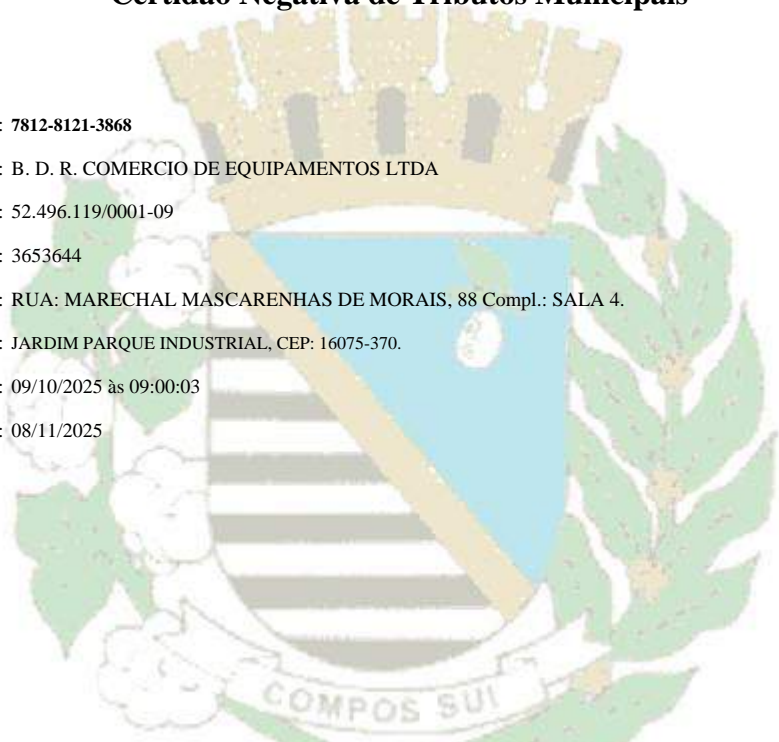 Certidão Negativa de Tributos Municipais
: 7812-8121-3868
: B. D. R. COMERCIO DE EQUIPAMENTOS LTDA
: 52.496.119/0001-09
: 3653644
: RUA: MARECHAL MASCARENHAS DE MORAIS, 88 Compl.: SALA 4.
: JARDIM PARQUE INDUSTRIAL, CEP: 16075-370.
: 09/10/2025 às 09:00:03
: 08/11/2025
COMPOS SUI